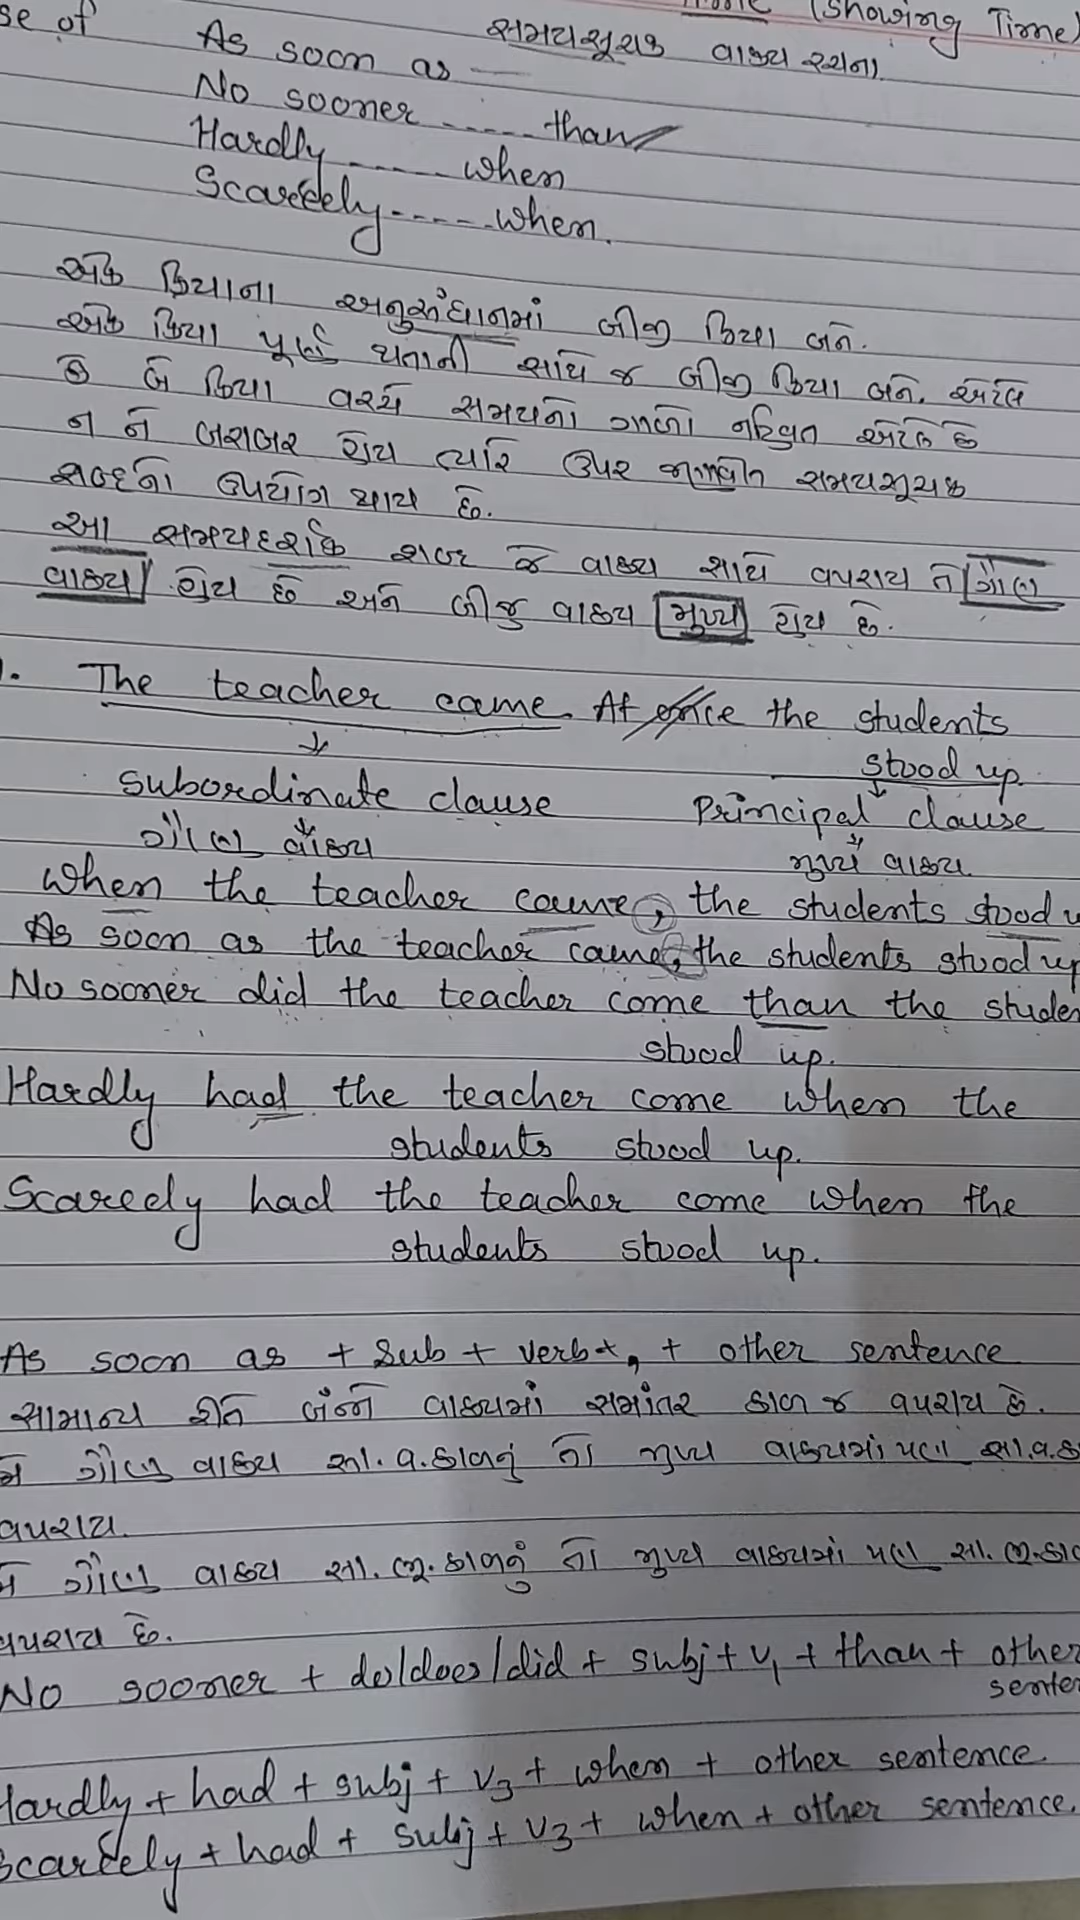 se of (Showing Time)
As soon as — સમયસૂચક વાક્ય રચના
No sooner ..... than
Hardly ..... when
Scarcely ..... when.
એક ક્રિયાના અનુસંધાનમાં બીજી ક્રિયા બને.
એક ક્રિયા પૂર્ણ થતાની સાથે જ બીજી ક્રિયા બને. એટલે
કે બે ક્રિયા વચ્ચે સમયનો ગાળો નહિવત એટલે કે
ન ને બરાબર હોય ત્યારે ઉપર સમયસૂચક
શબ્દનો ઉપયોગ થાય છે.
આ સમયદર્શક શબ્દ જે વાક્ય સાથે વપરાય તે ગૌણ
વાક્ય હોય છે અને બીજુ વાક્ય મુખ્ય હોય છે.
1. The teacher came. At once the students
stood up.
subordinate clause Principal clause
ગૌણ વાક્ય મુખ્ય વાક્ય
When the teacher came, the students stood u
As soon as the teacher came, the students stood up
No sooner did the teacher come than the studen
stood up.
Hardly had the teacher come when the
students stood up.
Scarcely had the teacher come when the
students stood up.
As soon as + Sub + verb + , + other sentence
સામાન્ય રીતે બંને વાક્યમાં સમાંતર કાળ જ વપરાય છે.
ગૌણ વાક્ય સા. વ. કાળનું તો મુખ્ય વાક્યમાં પણ સા.વ.ક
વપરાય.
ગૌણ વાક્ય સા. ભૂ. કાળનું તો મુખ્ય વાક્યમાં પણ સા. ભૂ.કા
વપરાય છે.
No sooner + do/does/did + subj + V1 + than + other
senten
Hardly + had + subj + V3 + when + other sentence.
Scarcely + had + subj + V3 + when + other sentence.